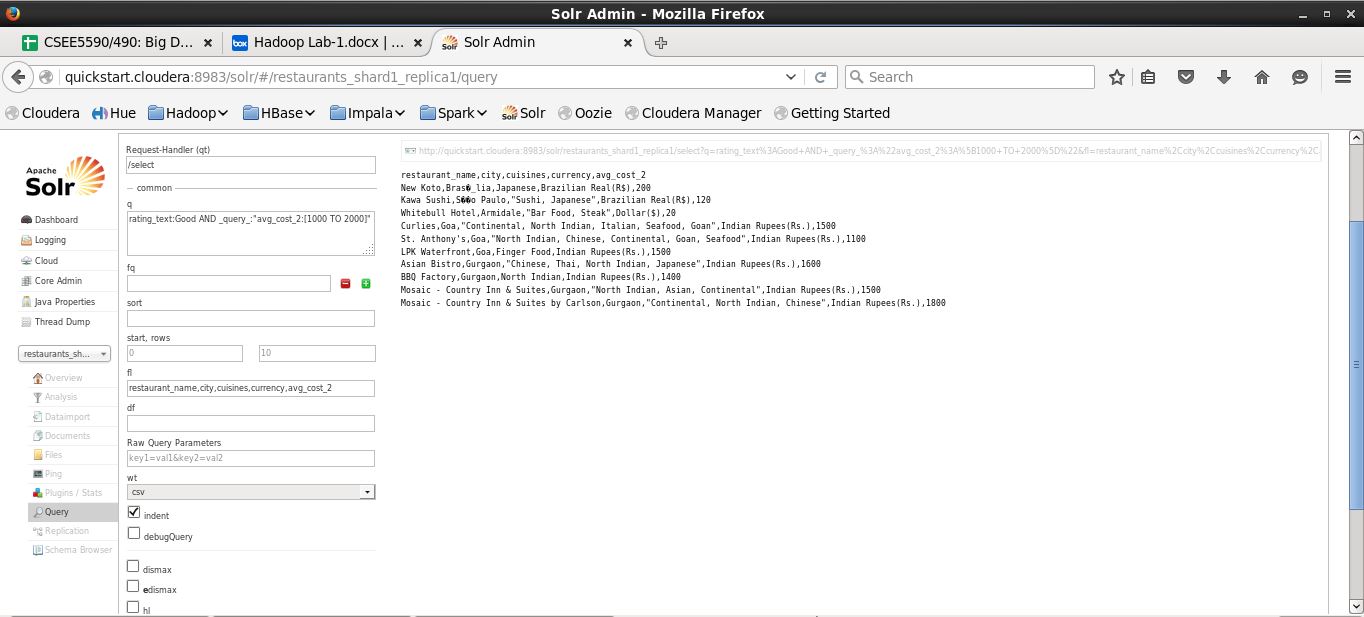 Solr Admin - Mozilla Firefox
CSEE5590/490: Big D... Hadoop Lab-1.docx | ... Solr Admin
quickstart.cloudera:8983/solr/#/restaurants_shard1_replica1/query Search
Cloudera Hue Hadoop HBase Impala Spark Solr Oozie Cloudera Manager Getting Started
Apache
Solr
Dashboard
Logging
Cloud
Core Admin
Java Properties
Thread Dump
restaurants_sh...
Overview
Analysis
Dataimport
Documents
Files
Ping
Plugins / Stats
Query
Replication
Schema Browser
Request-Handler (qt)
/select
common
q
rating_text:Good AND _query_:"avg_cost_2:[1000 TO 2000]"
fq
sort
start, rows
0 10
fl
restaurant_name,city,cuisines,currency,avg_cost_2
df
Raw Query Parameters
key1=val1&key2=val2
wt
csv
indent
debugQuery
dismax
edismax
hl
http://quickstart.cloudera:8983/solr/restaurants_shard1_replica1/select?q=rating_text%3AGood+AND+_query_%3A%22avg_cost_2%3A%5B1000+TO+2000%5D%22&fl=restaurant_name%2Ccity%2Ccuisines%2Ccurrency%2C
restaurant_name,city,cuisines,currency,avg_cost_2
New Koto,Bras�_lia,Japanese,Brazilian Real(R$),200
Kawa Sushi,S��o Paulo,"Sushi, Japanese",Brazilian Real(R$),120
Whitebull Hotel,Armidale,"Bar Food, Steak",Dollar($),20
Curlies,Goa,"Continental, North Indian, Italian, Seafood, Goan",Indian Rupees(Rs.),1500
St. Anthony's,Goa,"North Indian, Chinese, Continental, Goan, Seafood",Indian Rupees(Rs.),1100
LPK Waterfront,Goa,Finger Food,Indian Rupees(Rs.),1500
Asian Bistro,Gurgaon,"Chinese, Thai, North Indian, Japanese",Indian Rupees(Rs.),1600
BBQ Factory,Gurgaon,North Indian,Indian Rupees(Rs.),1400
Mosaic - Country Inn & Suites,Gurgaon,"North Indian, Asian, Continental",Indian Rupees(Rs.),1500
Mosaic - Country Inn & Suites by Carlson,Gurgaon,"Continental, North Indian, Chinese",Indian Rupees(Rs.),1800